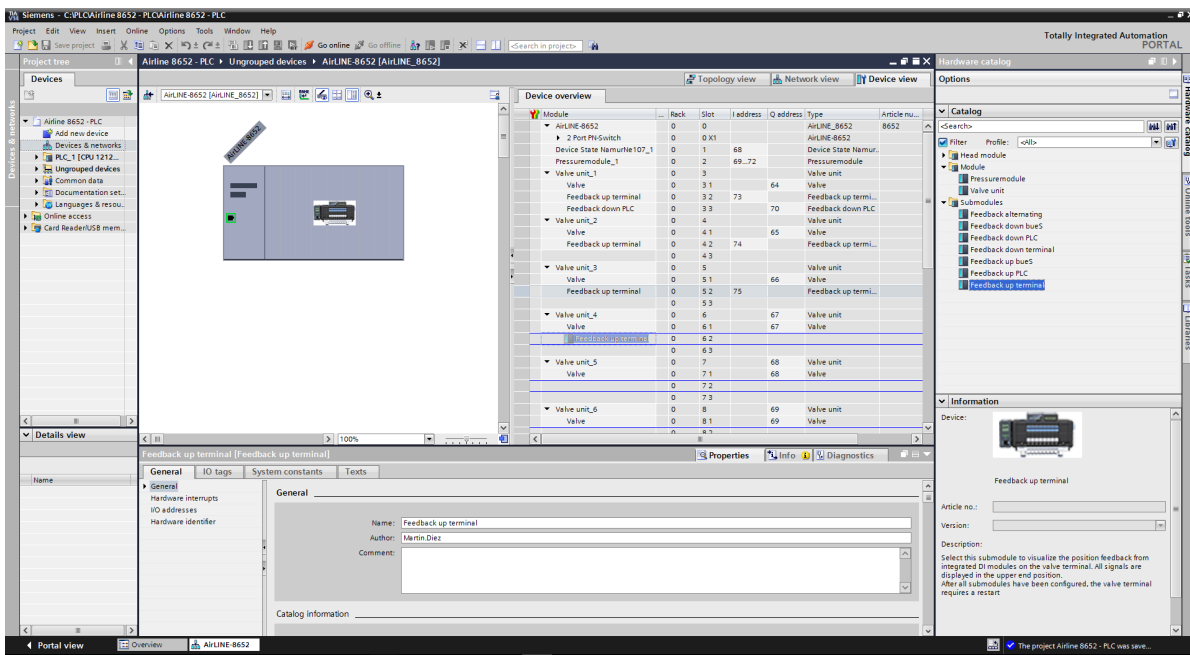 Siemens - C:\PLC\Airline 8652 - PLC\Airline 8652 - PLC
Project Edit View Insert Online Options Tools Window Help
Save project Go online Go offline <Search in project>
Totally Integrated Automation
PORTAL
Project tree
Airline 8652 - PLC Ungrouped devices AirLINE-8652 [AirLINE_8652]
Hardware catalog
Devices
Topology view Network view Device view
Options
AirLINE-8652 [AirLINE_8652]
Device overview
Module ... Rack Slot I address Q address Type Article nu...
AirLINE-8652 0 0 AirLINE_8652 8652
2 Port PN-Switch 0 0 X1 AirLINE-8652
Device State NamurNe107_1 0 1 68 Device State Namur..
Pressuremodule_1 0 2 69...72 Pressuremodule
Valve unit_1 0 3 Valve unit
Valve 0 3 1 64 Valve
Feedback up terminal 0 3 2 73 Feedback up termi...
Feedback down PLC 0 3 3 70 Feedback down PLC
Valve unit_2 0 4 Valve unit
Valve 0 4 1 65 Valve
Feedback up terminal 0 4 2 74 Feedback up termi...
0 4 3
Valve unit_3 0 5 Valve unit
Valve 0 5 1 66 Valve
Feedback up terminal 0 5 2 75 Feedback up termi...
0 5 3
Valve unit_4 0 6 67 Valve unit
Valve 0 6 1 67 Valve
Feedback up terminal 0 6 2
0 6 3
Valve unit_5 0 7 68 Valve unit
Valve 0 7 1 68 Valve
0 7 2
0 7 3
Valve unit_6 0 8 69 Valve unit
Valve 0 8 1 69 Valve
0 8 2
Airline 8652 - PLC
Add new device
Devices & networks
PLC_1 [CPU 1212...
Ungrouped devices
Common data
Documentation set...
Languages & resou..
Online access
Card Reader/USB mem...
Devices & networks
AirLINE-8652
100%
Details view
Name
Catalog
<Search>
Filter Profile: <All>
Head module
Module
Pressuremodule
Valve unit
Submodules
Feedback alternating
Feedback down bueS
Feedback down PLC
Feedback down terminal
Feedback up bueS
Feedback up PLC
Feedback up terminal
Hardware catalog
Online tools
Tasks
Libraries
Information
Device:
Feedback up terminal
Article no.:
Version:
Description:
Select this submodule to visualize the position feedback from
integrated DI modules on the valve terminal. All signals are
displayed in the upper end position.
After all submodules have been configured, the valve terminal
requires a restart
Feedback up terminal [Feedback up terminal]
Properties Info Diagnostics
General IO tags System constants Texts
General
Hardware interrupts
I/O addresses
Hardware identifier
General
Name: Feedback up terminal
Author: Martin.Diez
Comment:
Catalog information
Portal view Overview AirLINE-8652
The project Airline 8652 - PLC was save...